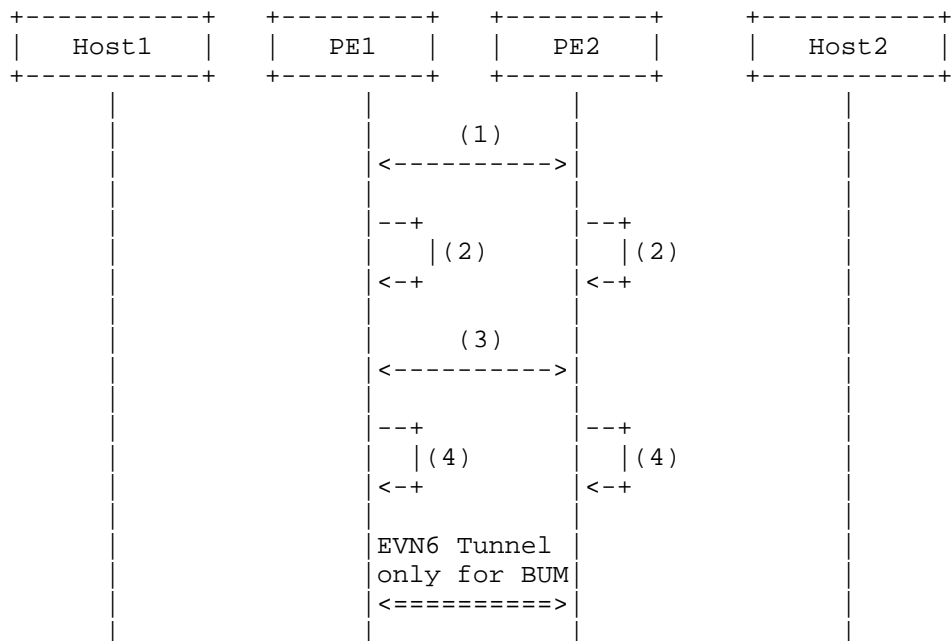 Host1 PE1 PE2 Host2
(1)
(2) (2)
(3)
(4) (4)
EVN6 Tunnel
only for BUM